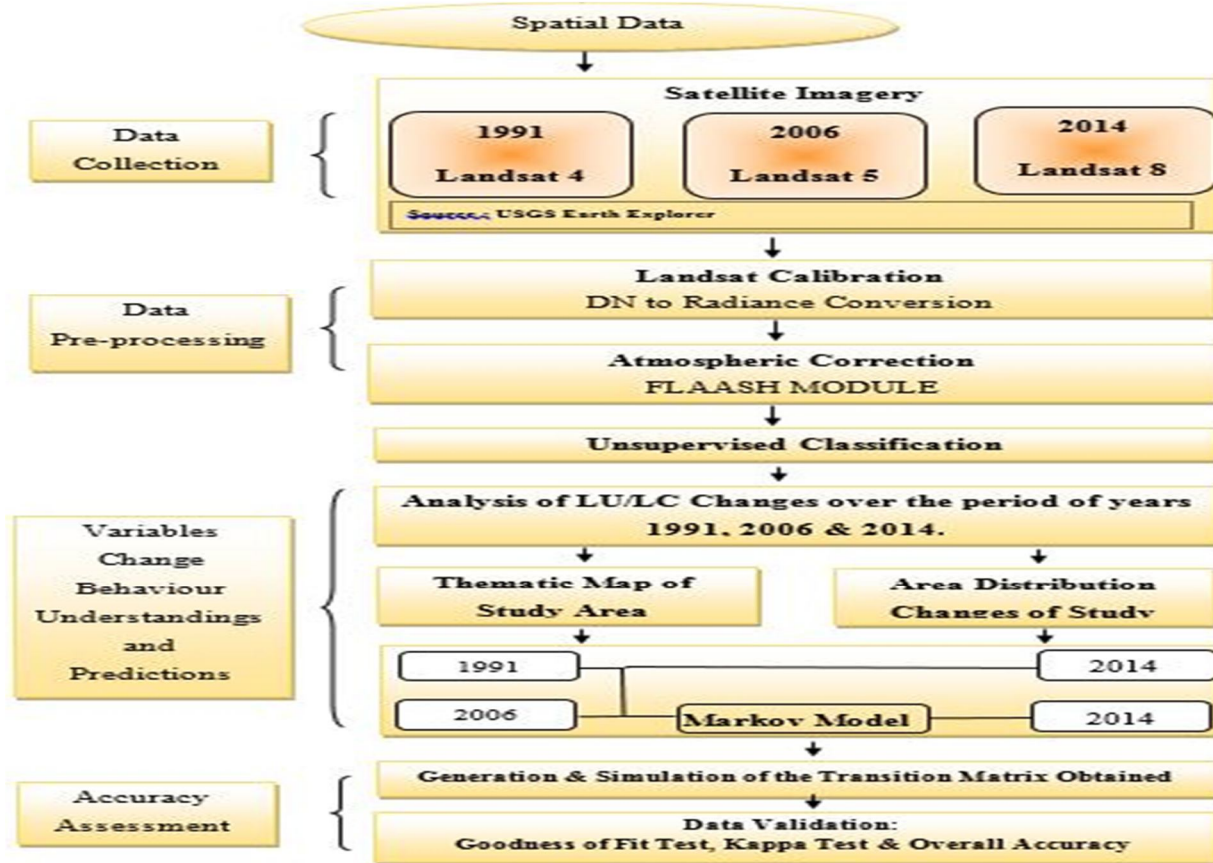 Spatial Data
Data
Collection
Satellite Imagery
1991
Landsat 4
2006
Landsat 5
2014
Landsat 8
Source: USGS Earth Explorer
Data
Pre-processing
Landsat Calibration
DN to Radiance Conversion
Atmospheric Correction
FLAASH MODULE
Unsupervised Classification
Variables
Change
Behaviour
Understandings
and
Predictions
Analysis of LU/LC Changes over the period of years
1991, 2006 & 2014.
Thematic Map of
Study Area
Area Distribution
Changes of Study
1991
2014
2006
Markov Model
2014
Accuracy
Assessment
Generation & Simulation of the Transition Matrix Obtained
Data Validation:
Goodness of Fit Test, Kappa Test & Overall Accuracy